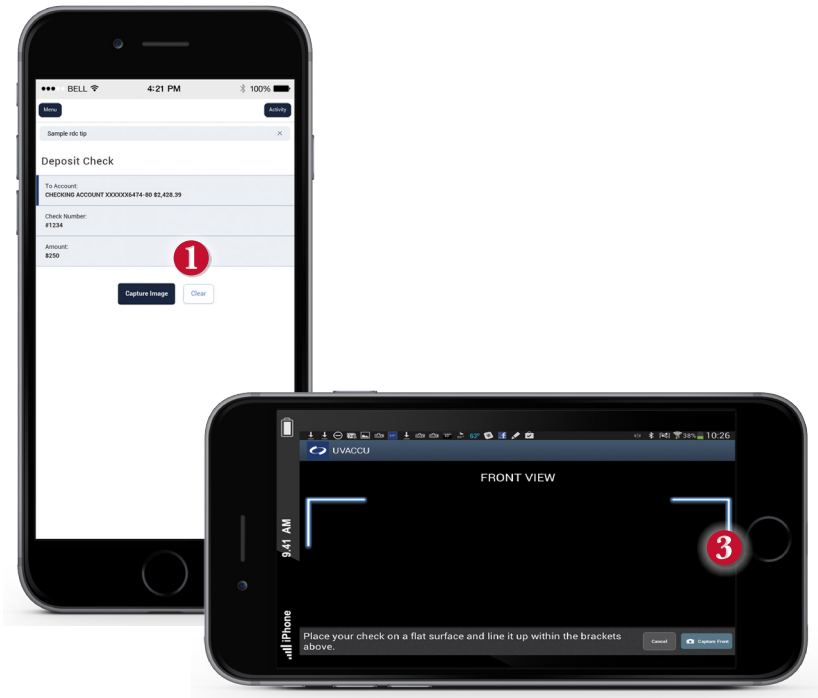 BELL 4:21 PM 100%
Menu Activity
Sample rdc tip ×
Deposit Check
To Account:
CHECKING ACCOUNT XXXXXX6474-80 $2,428.39
Check Number:
#1234
Amount:
$250
1
Capture Image Clear
63° 38% 10:26
UVACCU
FRONT VIEW
9.41 AM
3
iPhone
Place your check on a flat surface and line it up within the brackets
above.
Cancel Capture Front